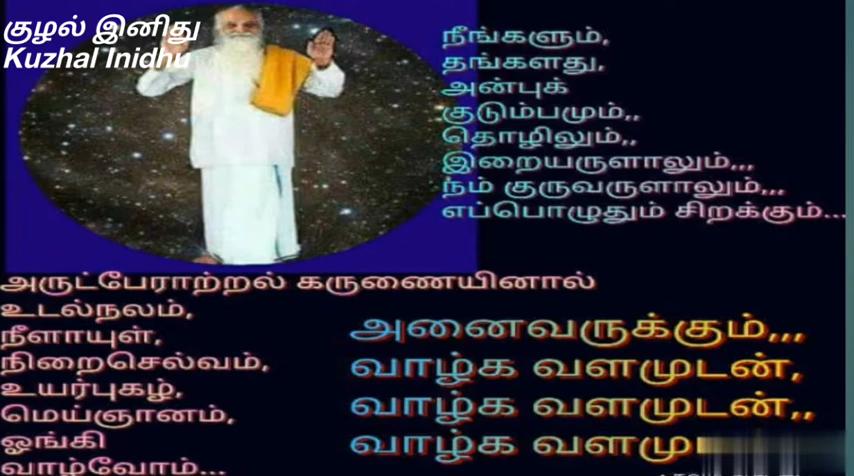 குழல் இனிது
Kuzhal Inidhu
நீங்களும்,
தங்களது,
அன்புக்
குடும்பமும்,,
தொழிலும்,,
இறையருளாலும்,,,
நம் குருவருளாலும்,,,
எப்பொழுதும் சிறக்கும்...
அருட்பேராற்றல் கருணையினால்
உடல்நலம்,
நீளாயுள்,
நிறைசெல்வம்,
உயர்புகழ்,
மெய்ஞானம்,
ஓங்கி
வாழ்வோம்...
அனைவருக்கும்,,,
வாழ்க வளமுடன்,
வாழ்க வளமுடன்,,
வாழ்க